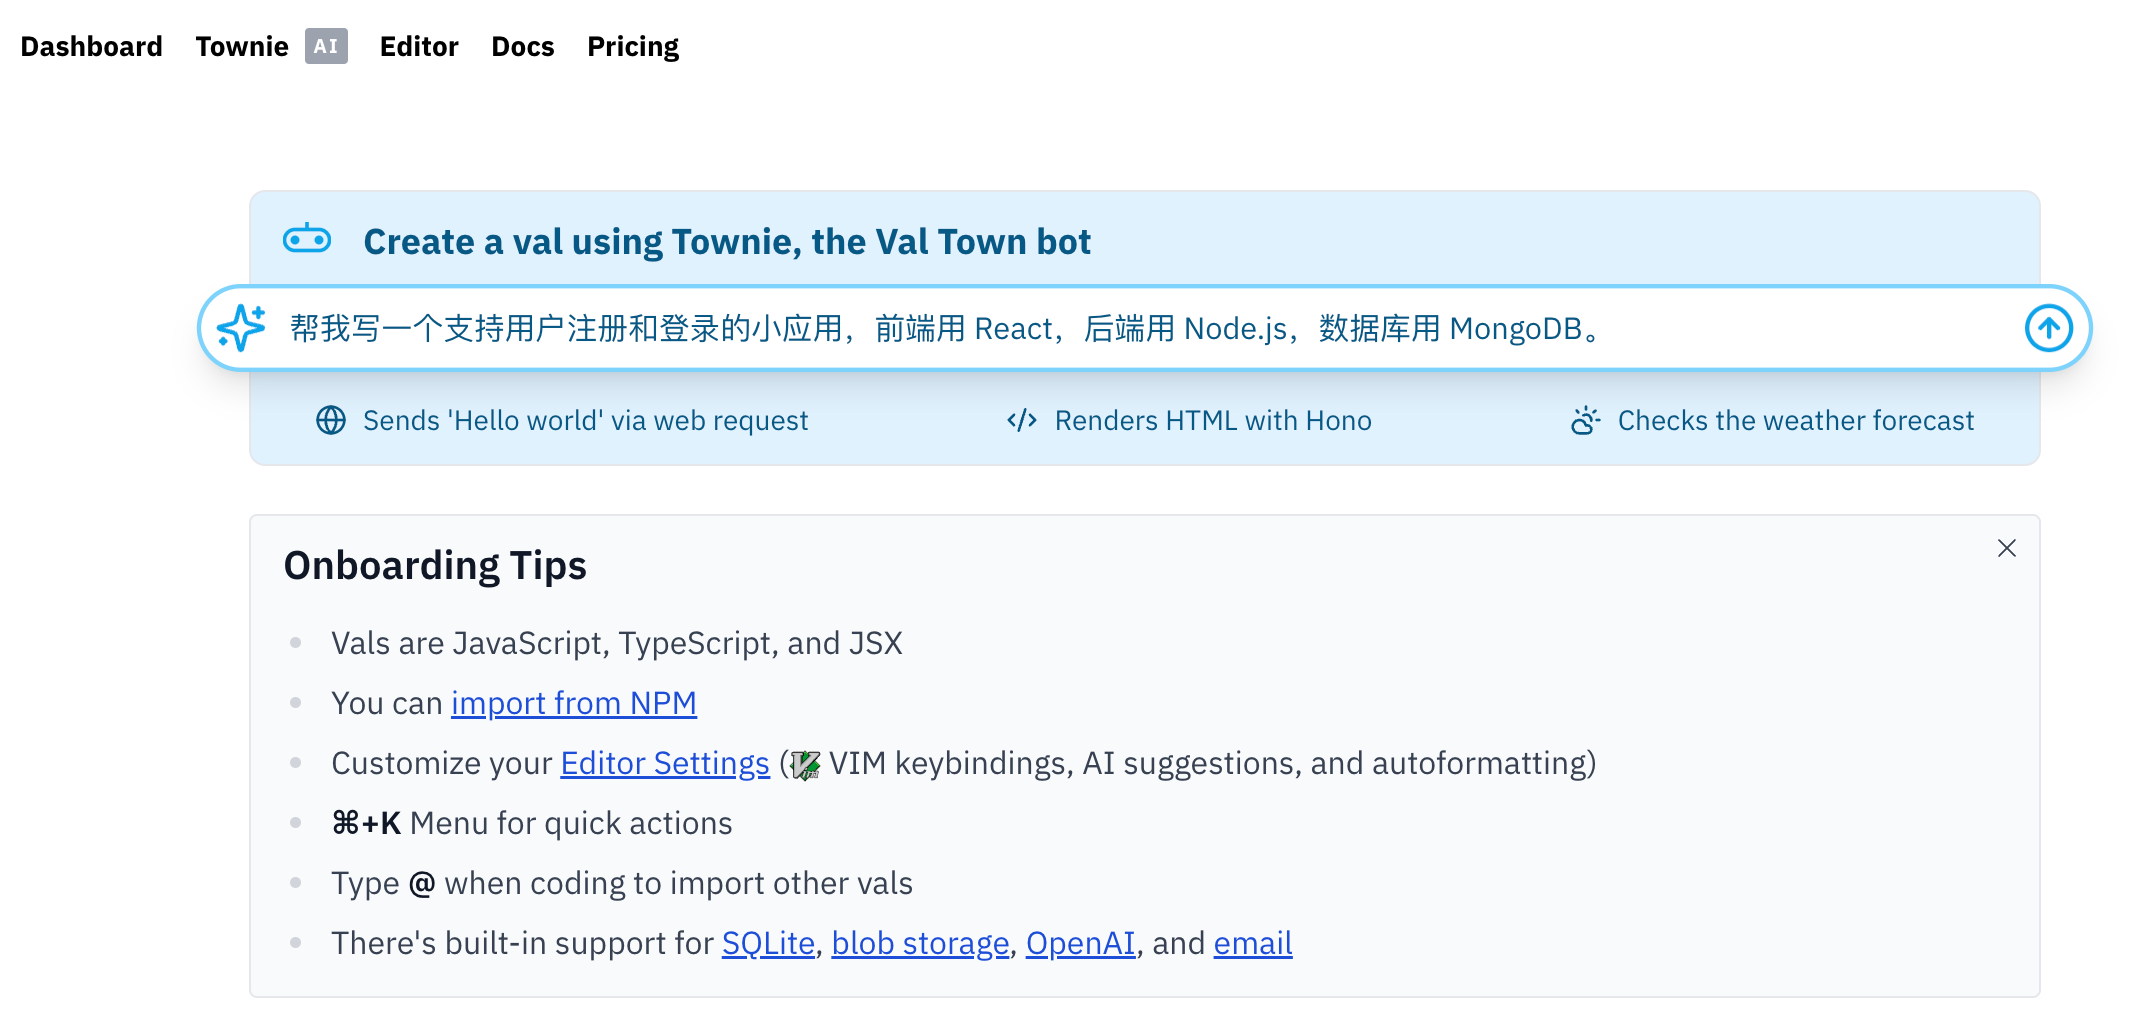 Dashboard Townie AI Editor Docs Pricing
Create a val using Townie, the Val Town bot
帮我写一个支持用户注册和登录的小应用，前端用 React，后端用 Node.js，数据库用 MongoDB。
Sends 'Hello world' via web request
Renders HTML with Hono
Checks the weather forecast
Onboarding Tips
Vals are JavaScript, TypeScript, and JSX
You can import from NPM
Customize your Editor Settings ( VIM keybindings, AI suggestions, and autoformatting)
⌘+K Menu for quick actions
Type @ when coding to import other vals
There's built-in support for SQLite, blob storage, OpenAI, and email